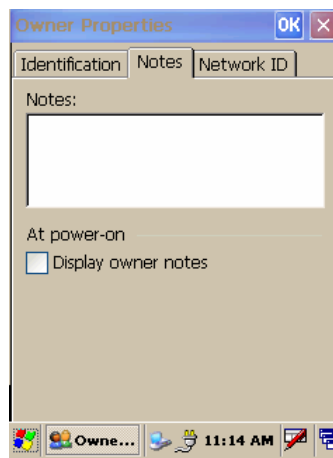 Owner Properties OK
Identification Notes Network ID
Notes:
At power-on
Display owner notes
Owne... 11:14 AM